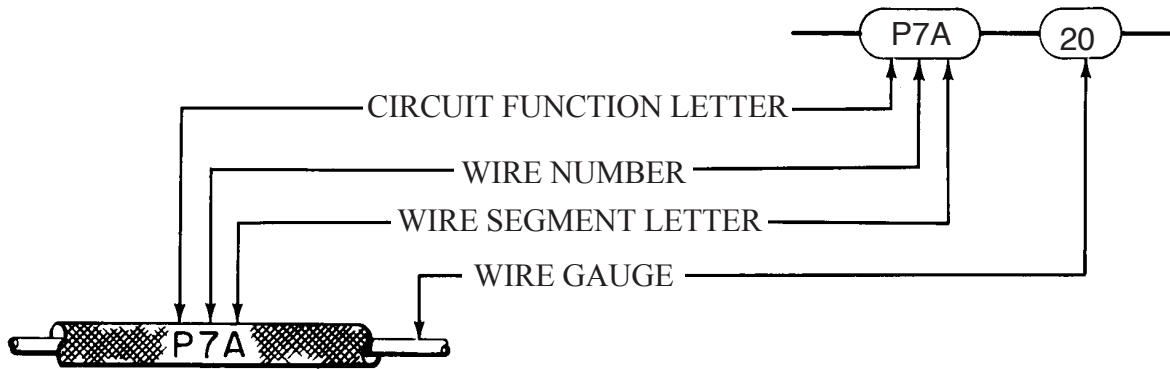 P7A 20
CIRCUIT FUNCTION LETTER
WIRE NUMBER
WIRE SEGMENT LETTER
WIRE GAUGE
P7A